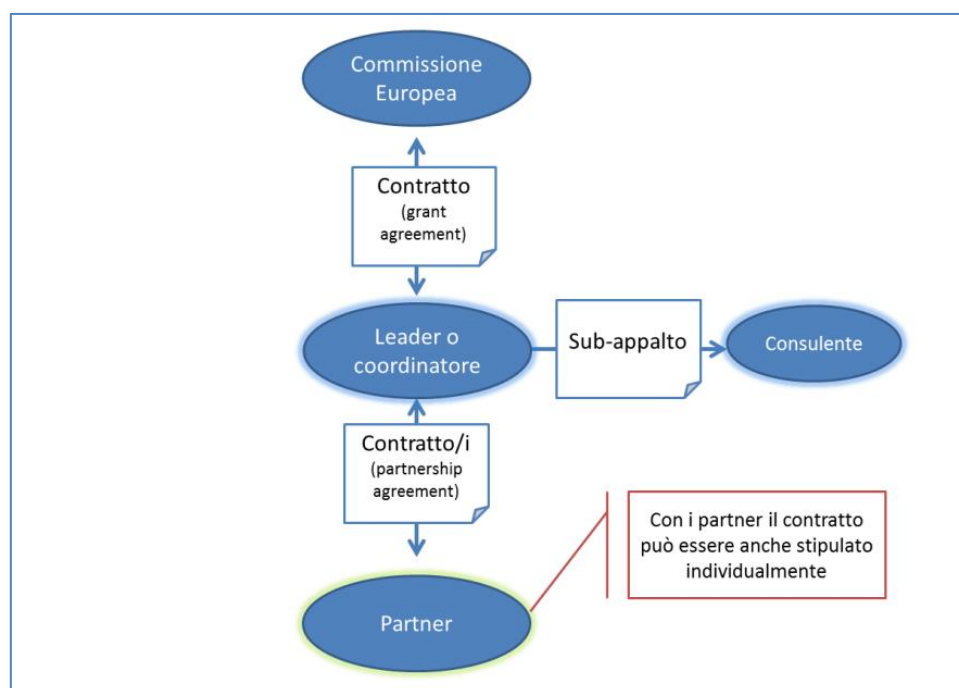 Commissione
Europea
Contratto
(grant
agreement)
Leader o
coordinatore
Sub-appalto
Consulente
Contratto/i
(partnership
agreement)
Con i partner il contratto
può essere anche stipulato
individualmente
Partner